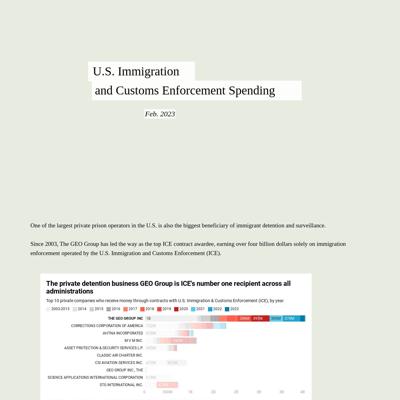 U.S. Immigration
and Customs Enforcement Spending
Feb. 2023
One of the largest private prison operators in the U.S. is also the biggest beneficiary of immigrant detention and surveillance.
Since 2003, The GEO Group has led the way as the top ICE contract awardee, earning over four billion dollars solely on immigration
enforcement operated by the U.S. Immigration and Customs Enforcement (ICE).
The private detention business GEO Group is ICE's number one recipient across all
administrations
Top 10 private companies who receive money through contracts with U.S. Immigration & Customs Enforcement (ICE), by year
2003-2013 2014 2015 2016 2017 2018 2019 2020 2021 2022 2023
THE GEO GROUP INC
CORRECTIONS CORPORATION OF AMERICA
AHTNA INCORPORATED
M V M INC.
ASSET PROTECTION & SECURITY SERVICES L.P.
CLASSIC AIR CHARTER INC.
CSI AVIATION SERVICES INC.
GEO GROUP INC., THE
SCIENCE APPLICATIONS INTERNATIONAL CORPORATION
STG INTERNATIONAL INC.
0 1B 2B 3B 4B